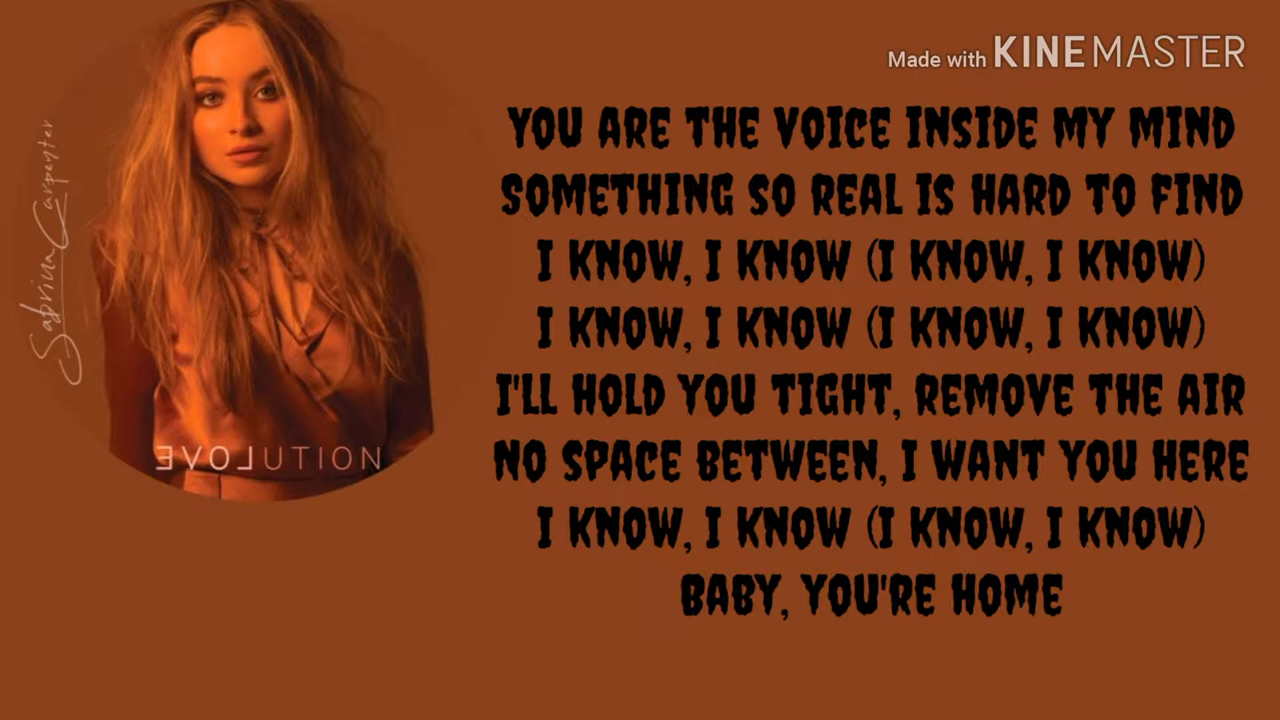 Made with KINEMASTER
Sabrina Carpenter
EVOLUTION
YOU ARE THE VOICE INSIDE MY MIND
SOMETHING SO REAL IS HARD TO FIND
I KNOW, I KNOW (I KNOW, I KNOW)
I KNOW, I KNOW (I KNOW, I KNOW)
I'LL HOLD YOU TIGHT, REMOVE THE AIR
NO SPACE BETWEEN, I WANT YOU HERE
I KNOW, I KNOW (I KNOW, I KNOW)
BABY, YOU'RE HOME